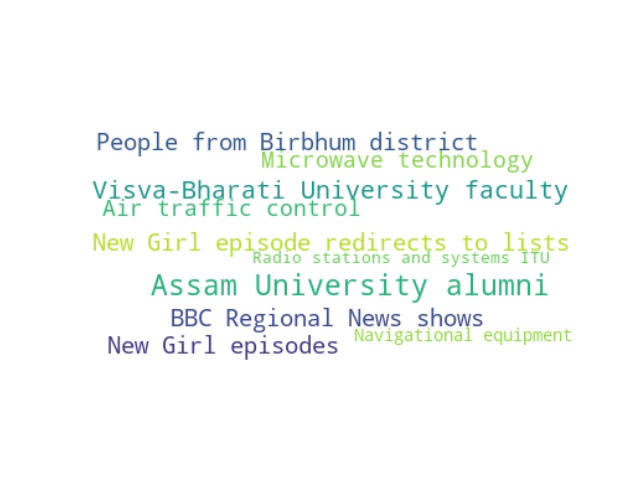 People from Birbhum district
Microwave technology
Visva-Bharati University faculty
Air traffic control
New Girl episode redirects to lists
Radio stations and systems ITU
Assam University alumni
BBC Regional News shows
Navigational equipment
New Girl episodes